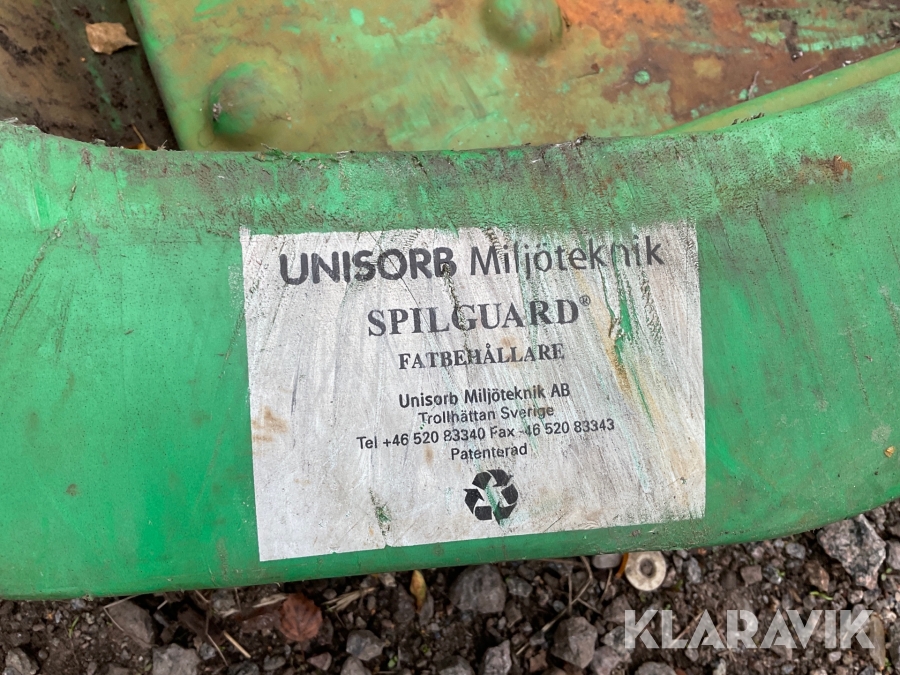 UNISORB Miljöteknik
SPILGUARD®
FATBEHÅLLARE
Unisorb Miljöteknik AB
Trollhättan Sverige
Tel +46 520 83340 Fax +46 520 83343
Patenterad
KLARAVIK